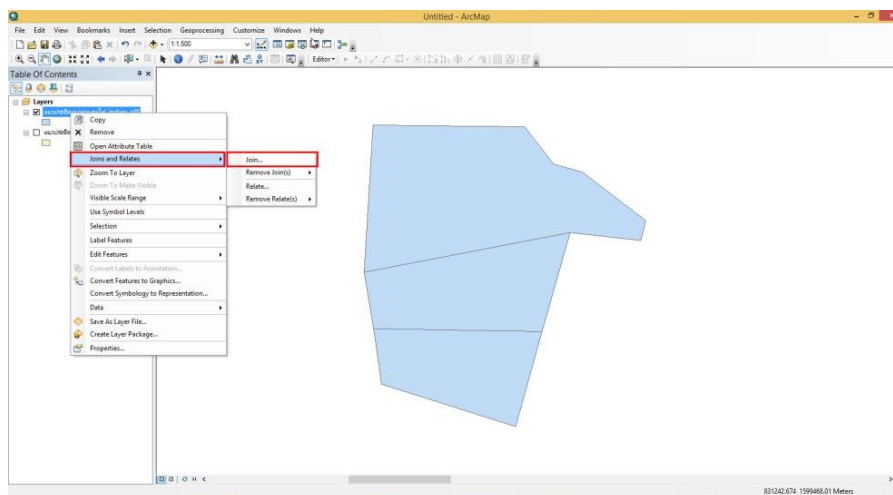 Untitled - ArcMap
File Edit View Bookmarks Insert Selection Geoprocessing Customize Windows Help
1:1,500
Editor
Table Of Contents
Layers
Copy
Remove
Open Attribute Table
Joins and Relates
Join...
Zoom To Layer
Remove Join(s)
Zoom To Make Visible
Relate...
Visible Scale Range
Remove Relate(s)
Use Symbol Levels
Selection
Label Features
Edit Features
Convert Labels to Annotation...
Convert Features to Graphics...
Convert Symbology to Representation...
Data
Save As Layer File...
Create Layer Package...
Properties...
831242.674 1599468.01 Meters